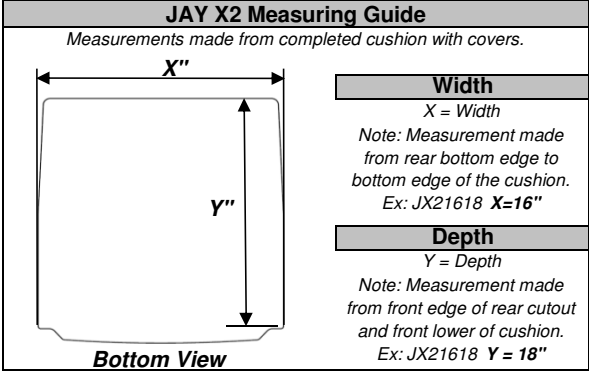 JAY X2 Measuring Guide
Measurements made from completed cushion with covers.
X"
Y"
Bottom View
Width
X = Width
Note: Measurement made
from rear bottom edge to
bottom edge of the cushion.
Ex: JX21618 X=16"
Depth
Y = Depth
Note: Measurement made
from front edge of rear cutout
and front lower of cushion.
Ex: JX21618 Y = 18"